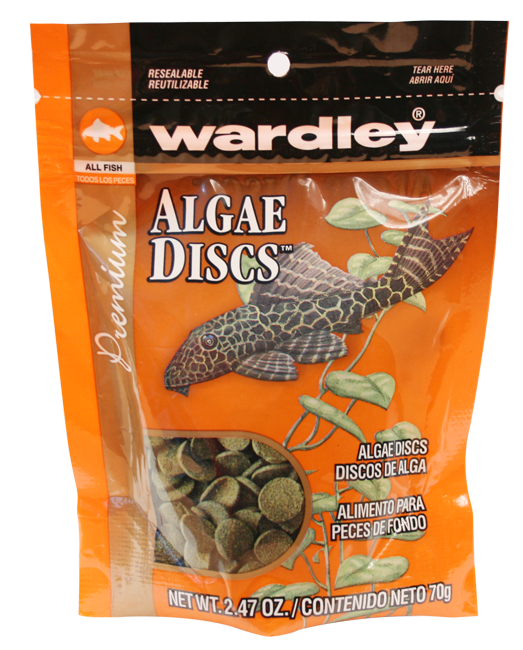 RESEALABLE
REUTILIZABLE
TEAR HERE
ABRIR AQUÍ
wardley®
ALL FISH
TODOS LOS PECES
Premium
ALGAE
DISCS™
ALGAE DISCS
DISCOS DE ALGA
ALIMENTO PARA
PECES DE FONDO
NET WT. 2.47 OZ. / CONTENIDO NETO 70g